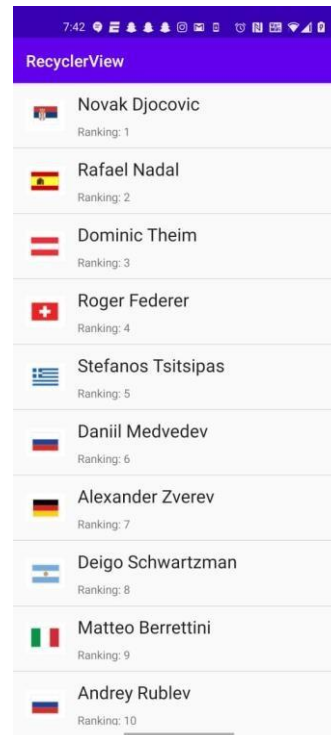 7:42
RecyclerView
Novak Djocovic
Ranking: 1
Rafael Nadal
Ranking: 2
Dominic Theim
Ranking: 3
Roger Federer
Ranking: 4
Stefanos Tsitsipas
Ranking: 5
Daniil Medvedev
Ranking: 6
Alexander Zverev
Ranking: 7
Deigo Schwartzman
Ranking: 8
Matteo Berrettini
Ranking: 9
Andrey Rublev
Ranking: 10